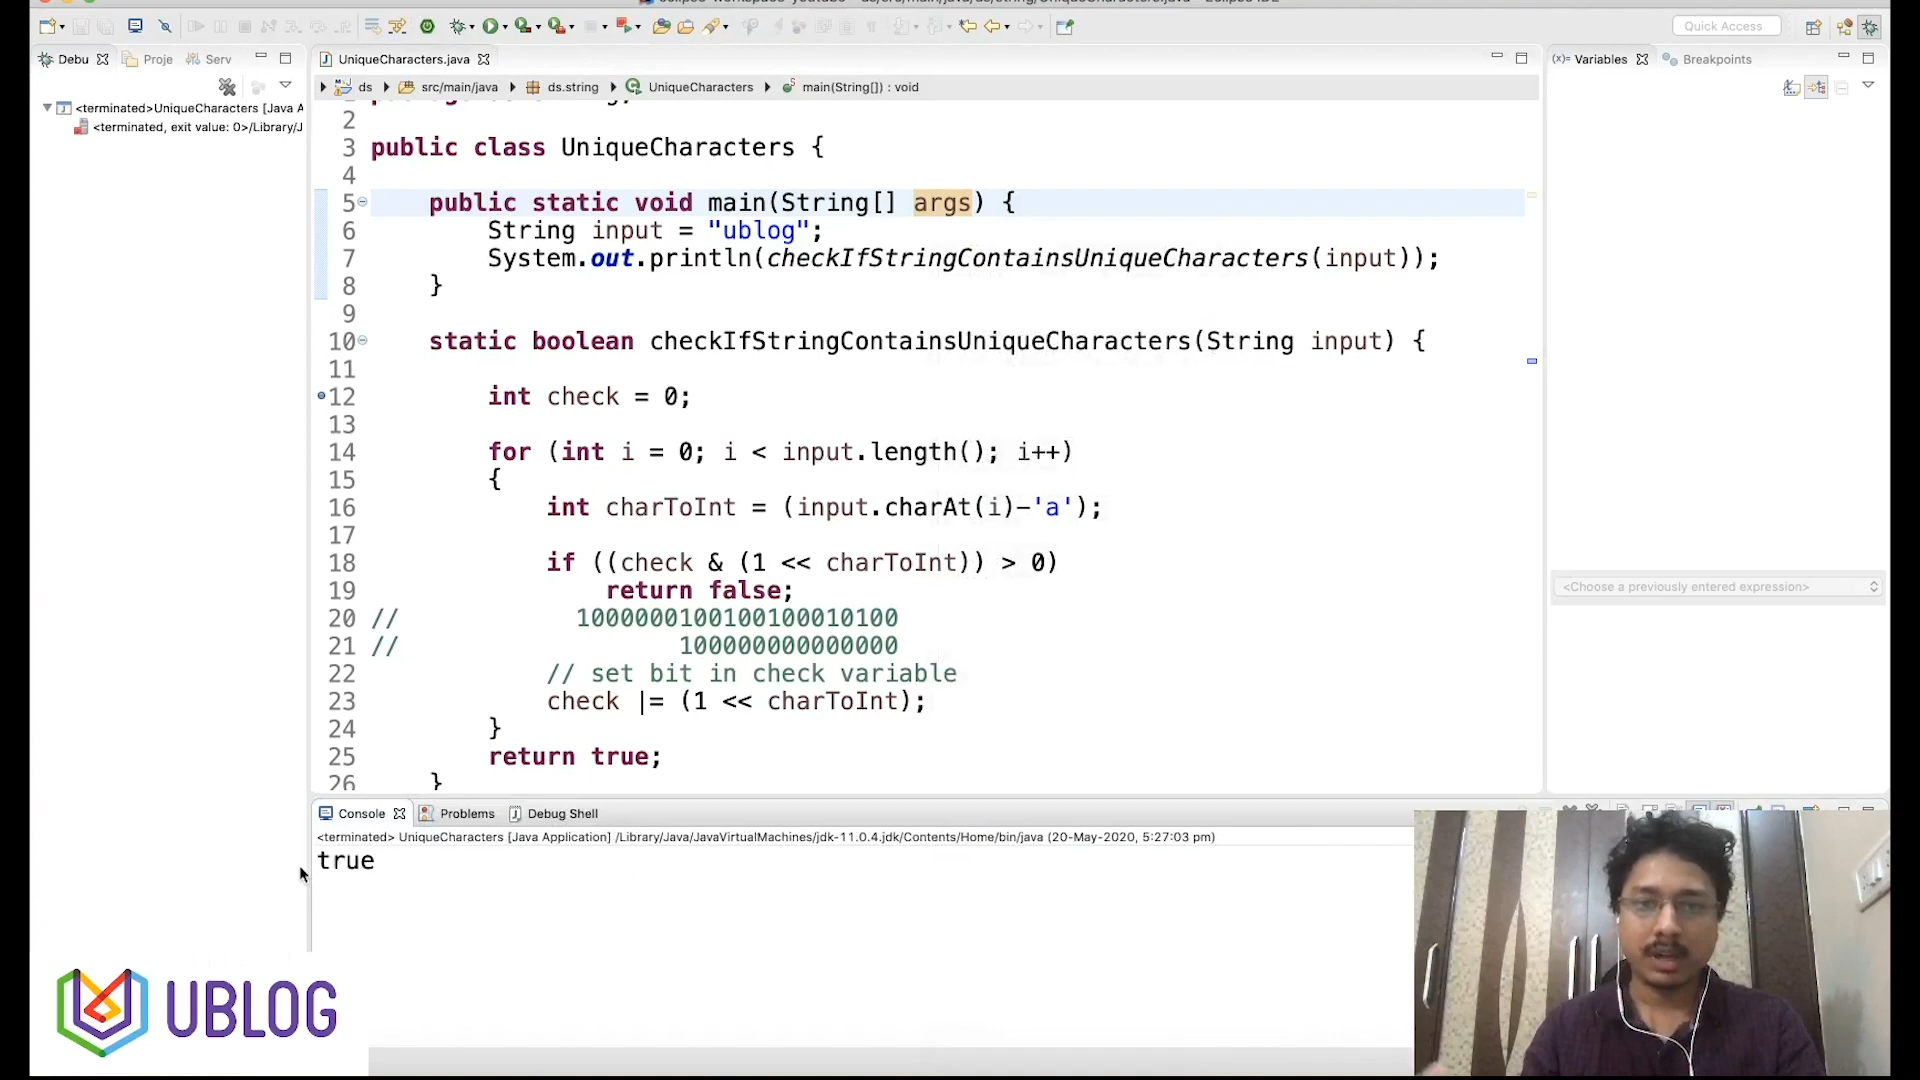 Quick Access
Debu
Proje
Serv
UniqueCharacters.java
Variables
Breakpoints
ds
src/main/java
ds.string
UniqueCharacters
main(String[]) : void
<terminated>UniqueCharacters [Java A
<terminated, exit value: 0>/Library/J
2
3 public class UniqueCharacters {
4
5 public static void main(String[] args) {
6 String input = "ublog";
7 System.out.println(checkIfStringContainsUniqueCharacters(input));
8 }
9
10 static boolean checkIfStringContainsUniqueCharacters(String input) {
11
12 int check = 0;
13
14 for (int i = 0; i < input.length(); i++)
15 {
16 int charToInt = (input.charAt(i)-'a');
17
18 if ((check & (1 << charToInt)) > 0)
19 return false;
20 // 1000000100100100010100
21 // 100000000000000
22 // set bit in check variable
23 check |= (1 << charToInt);
24 }
25 return true;
26 }
<Choose a previously entered expression>
Console
Problems
Debug Shell
<terminated> UniqueCharacters [Java Application] /Library/Java/JavaVirtualMachines/jdk-11.0.4.jdk/Contents/Home/bin/java (20-May-2020, 5:27:03 pm)
true
UBLOG